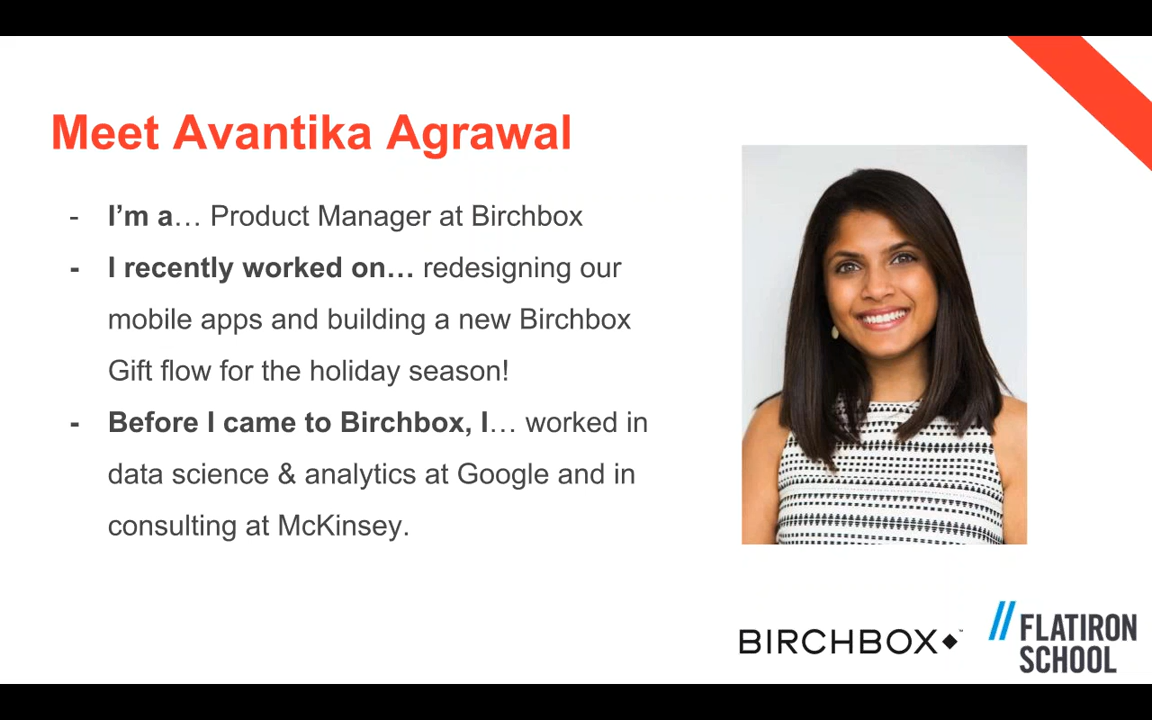 Meet Avantika Agrawal
- I’m a… Product Manager at Birchbox
- I recently worked on… redesigning our
mobile apps and building a new Birchbox
Gift flow for the holiday season!
- Before I came to Birchbox, I… worked in
data science & analytics at Google and in
consulting at McKinsey.
BIRCHBOX◆™
// FLATIRON
SCHOOL